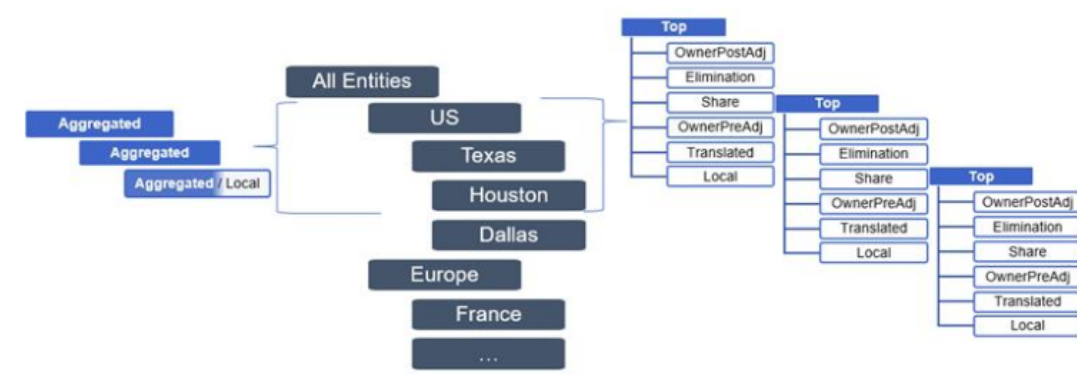 Aggregated
Aggregated
Aggregated / Local
All Entities
US
Texas
Houston
Dallas
Europe
France
...
Top
OwnerPostAdj
Elimination
Share
OwnerPreAdj
Translated
Local
Top
OwnerPostAdj
Elimination
Share
OwnerPreAdj
Translated
Local
Top
OwnerPostAdj
Elimination
Share
OwnerPreAdj
Translated
Local